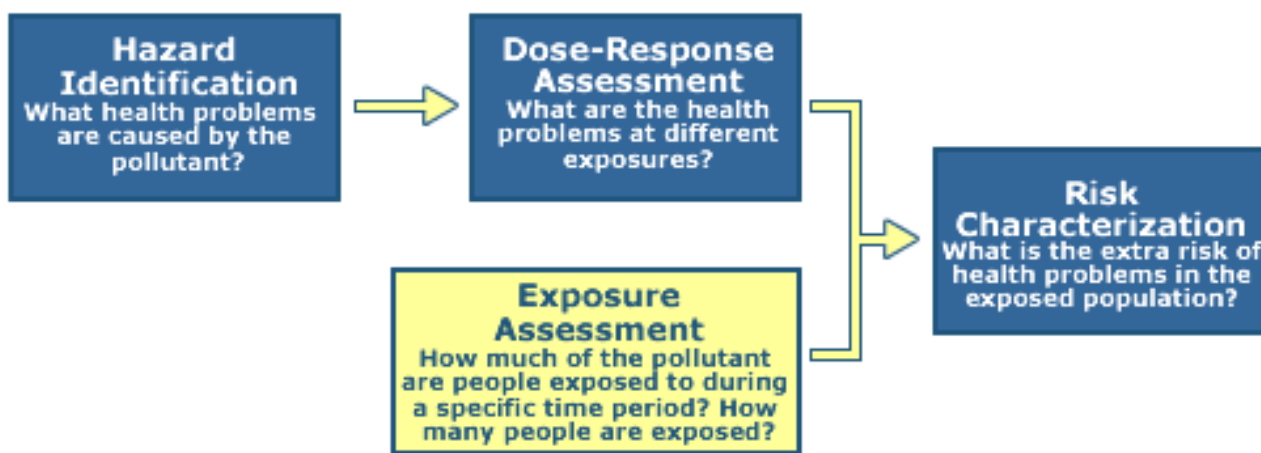 Hazard
Identification
What health problems
are caused by the
pollutant?
Dose-Response
Assessment
What are the health
problems at different
exposures?
Exposure
Assessment
How much of the pollutant
are people exposed to during
a specific time period? How
many people are exposed?
Risk
Characterization
What is the extra risk of
health problems in the
exposed population?